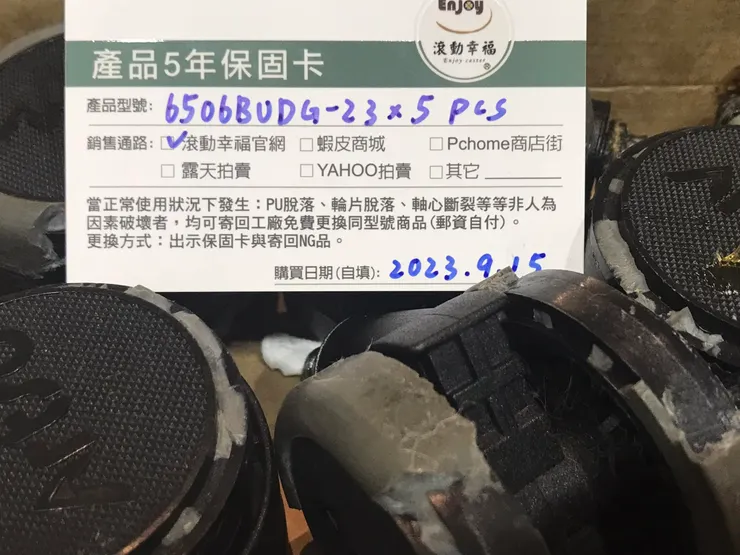 Enjoy
滾動幸福
Enjoy caster
®
產品5年保固卡
產品型號: 6506BUDG-23×5 PCS
銷售通路: ☑滾動幸福官網 □蝦皮商城 □Pchome商店街
□露天拍賣 □YAHOO拍賣 □其它
當正常使用狀況下發生：PU脫落、輪片脫落、軸心斷裂等等非人為
因素破壞者，均可寄回工廠免費更換同型號商品(郵資自付)。
更換方式：出示保固卡與寄回NG品。
購買日期(自填): 2023.9.15